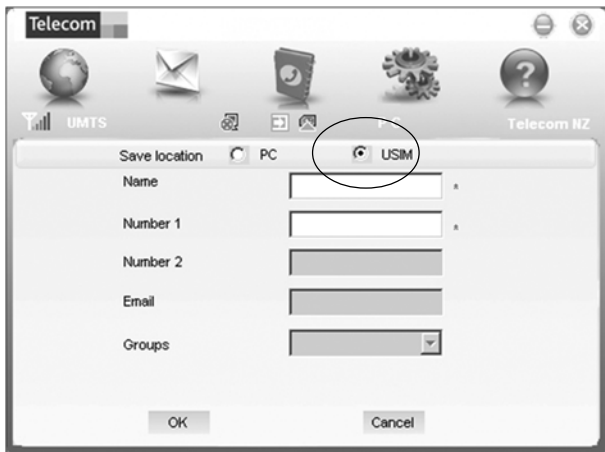 Telecom
UMTS
Telecom NZ
Save location PC USIM
Name *
Number 1 *
Number 2
Email
Groups
OK Cancel